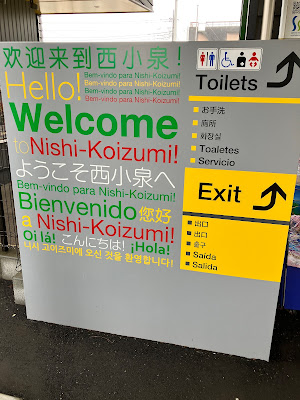 欢迎来到西小泉!
Hello!
Bem-vindo para Nishi-Koizumi!
Bem-vindo para Nishi-Koizumi!
Bem-vindo para Nishi-Koizumi!
Bem-vindo para Nishi-Koizumi!
Welcome
to Nishi-Koizumi!
ようこそ西小泉へ
Bem-vindo para Nishi-Koizumi!
Bienvenido 您好
a Nishi-Koizumi!
Oi lá! こんにちは! ¡Hola!
니시 고이즈미에 오신 것을 환영합니다!
Toilets
お手洗
厕所
화장실
Toaletes
Servicio
Exit
出口
出口
출구
Saída
Salida